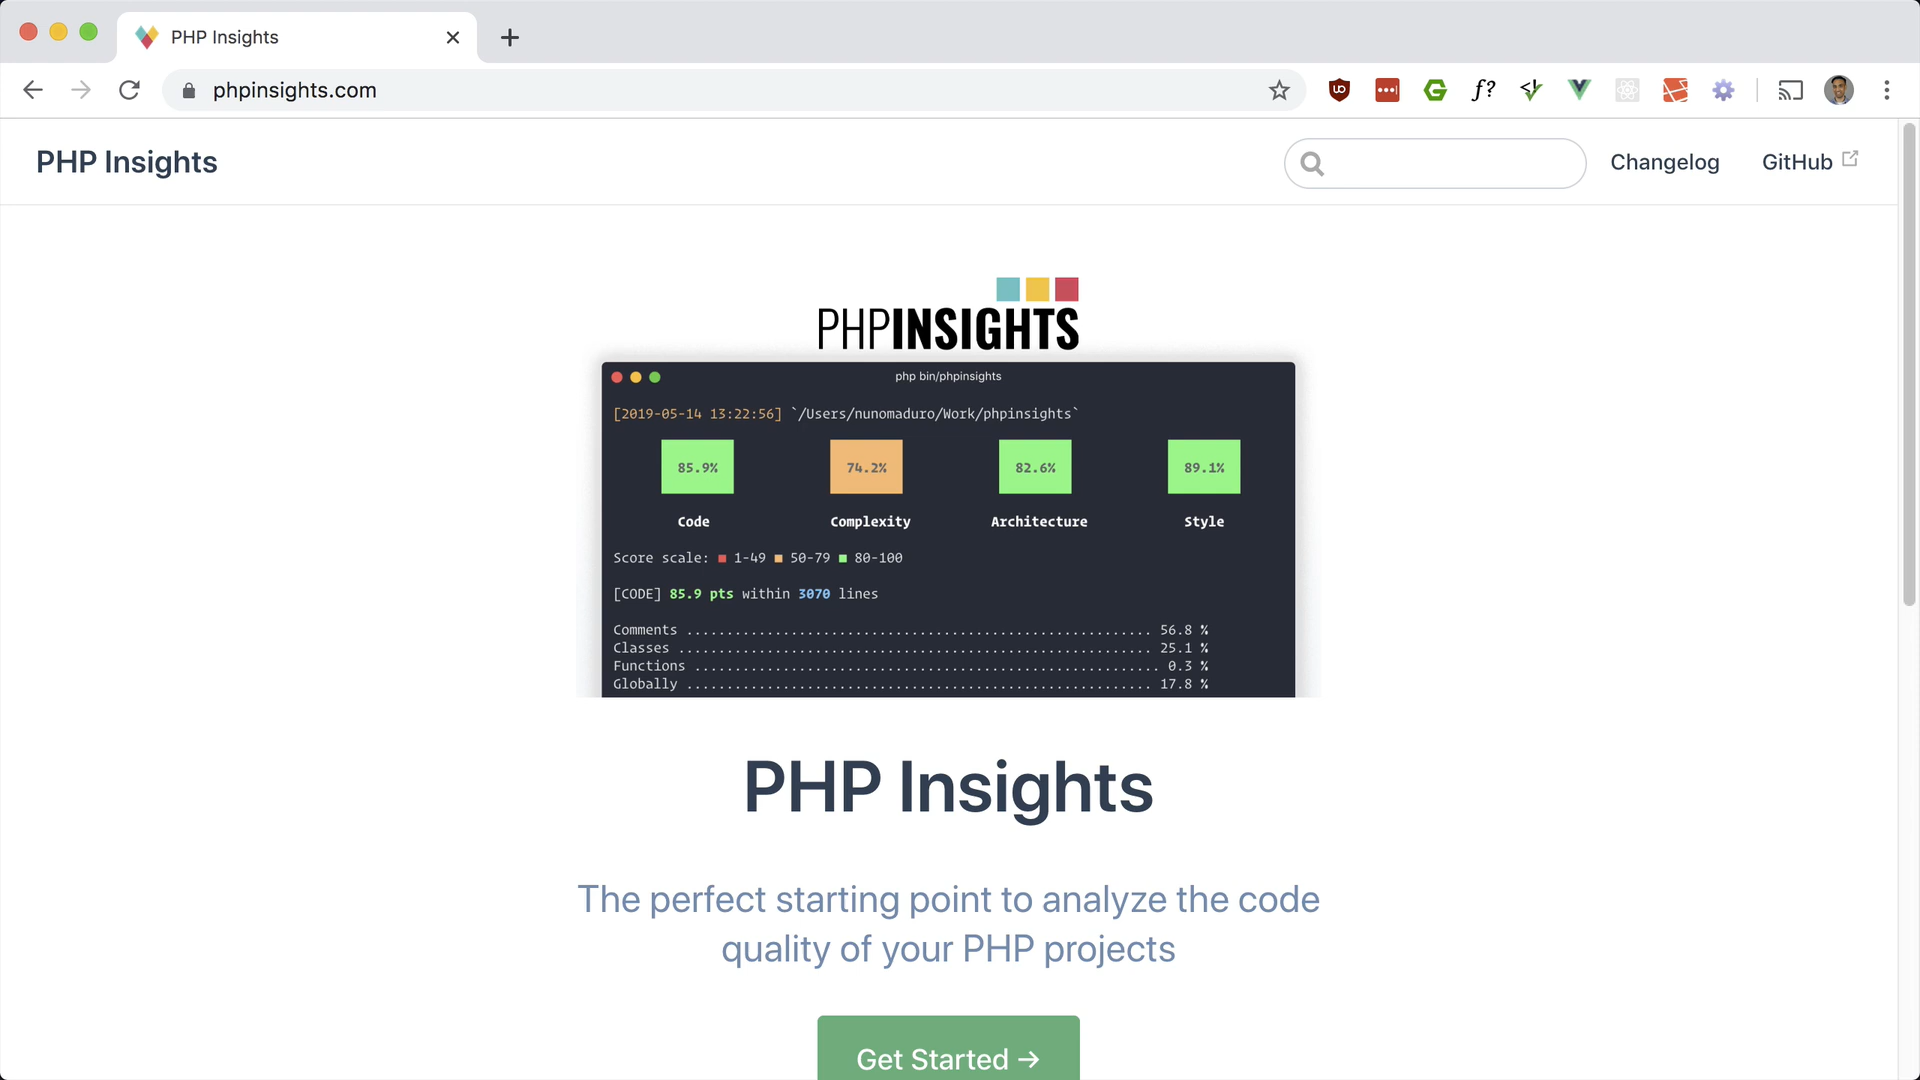 PHP Insights
phpinsights.com
f?
PHP Insights
Changelog
GitHub
PHPINSIGHTS
php bin/phpinsights
[2019-05-14 13:22:56] `/Users/nunomaduro/Work/phpinsights`
85.9% 74.2% 82.6% 89.1%
Code Complexity Architecture Style
Score scale: 1-49 50-79 80-100
[CODE] 85.9 pts within 3070 lines
Comments .......................................................... 56.8 %
Classes ........................................................... 25.1 %
Functions .......................................................... 0.3 %
Globally .......................................................... 17.8 %
PHP Insights
The perfect starting point to analyze the code
quality of your PHP projects
Get Started →